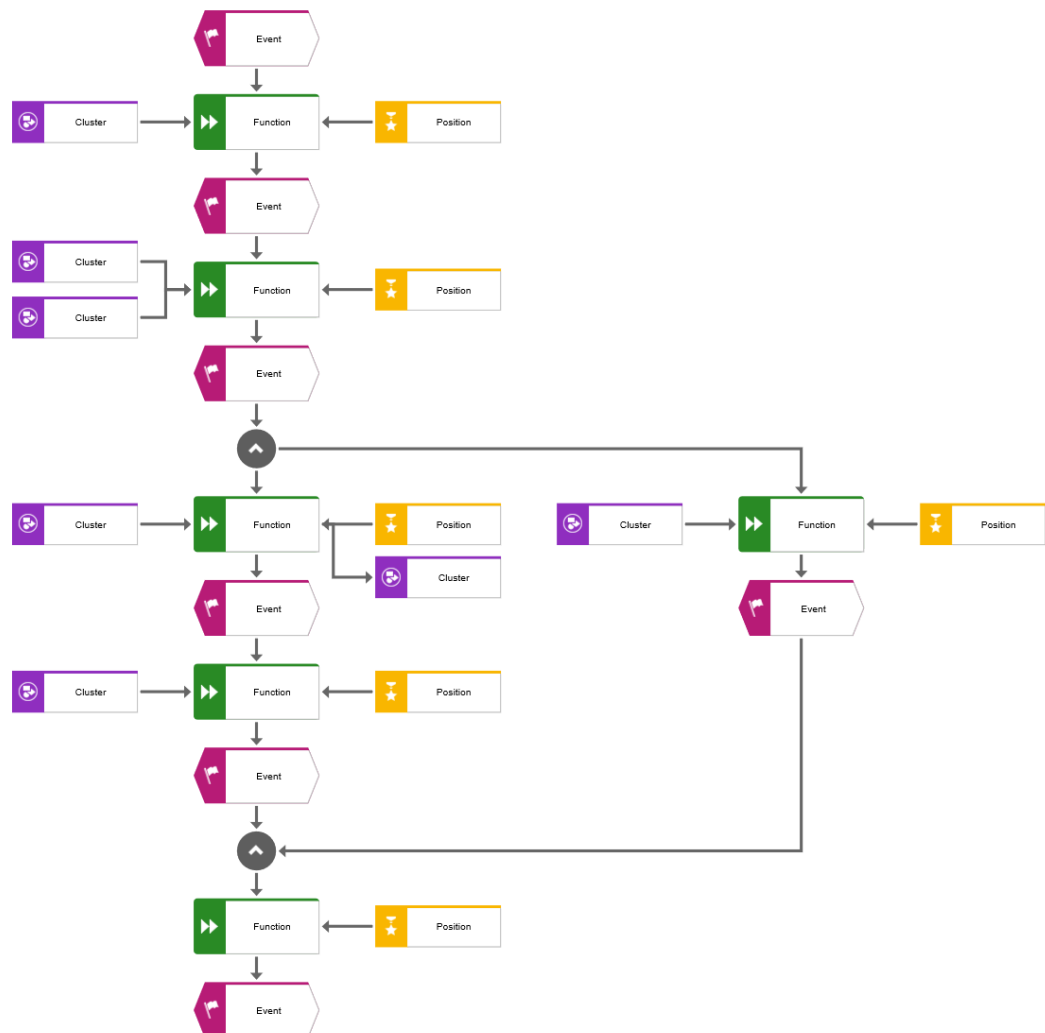 Event
Cluster
Function
Position
Event
Cluster
Cluster
Function
Position
Event
Cluster
Function
Position
Cluster
Function
Position
Cluster
Event
Event
Cluster
Function
Position
Event
Function
Position
Event